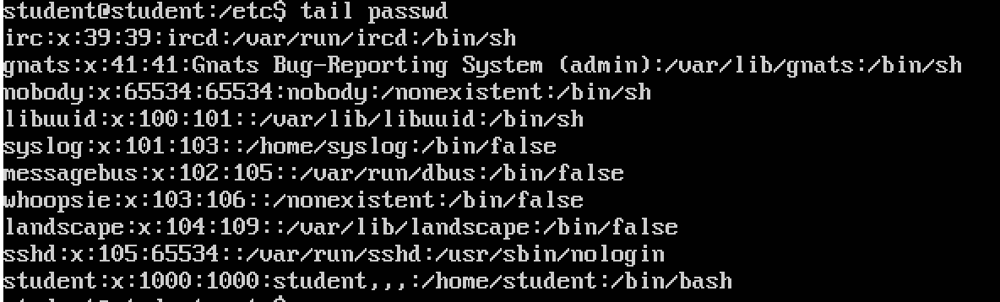 student@student:/etc$ tail passwd
irc:x:39:39:ircd:/var/run/ircd:/bin/sh
gnats:x:41:41:Gnats Bug-Reporting System (admin):/var/lib/gnats:/bin/sh
nobody:x:65534:65534:nobody:/nonexistent:/bin/sh
libuuid:x:100:101::/var/lib/libuuid:/bin/sh
syslog:x:101:103::/home/syslog:/bin/false
messagebus:x:102:105::/var/run/dbus:/bin/false
whoopsie:x:103:106::/nonexistent:/bin/false
landscape:x:104:109::/var/lib/landscape:/bin/false
sshd:x:105:65534::/var/run/sshd:/usr/sbin/nologin
student:x:1000:1000:student,,,:/home/student:/bin/bash